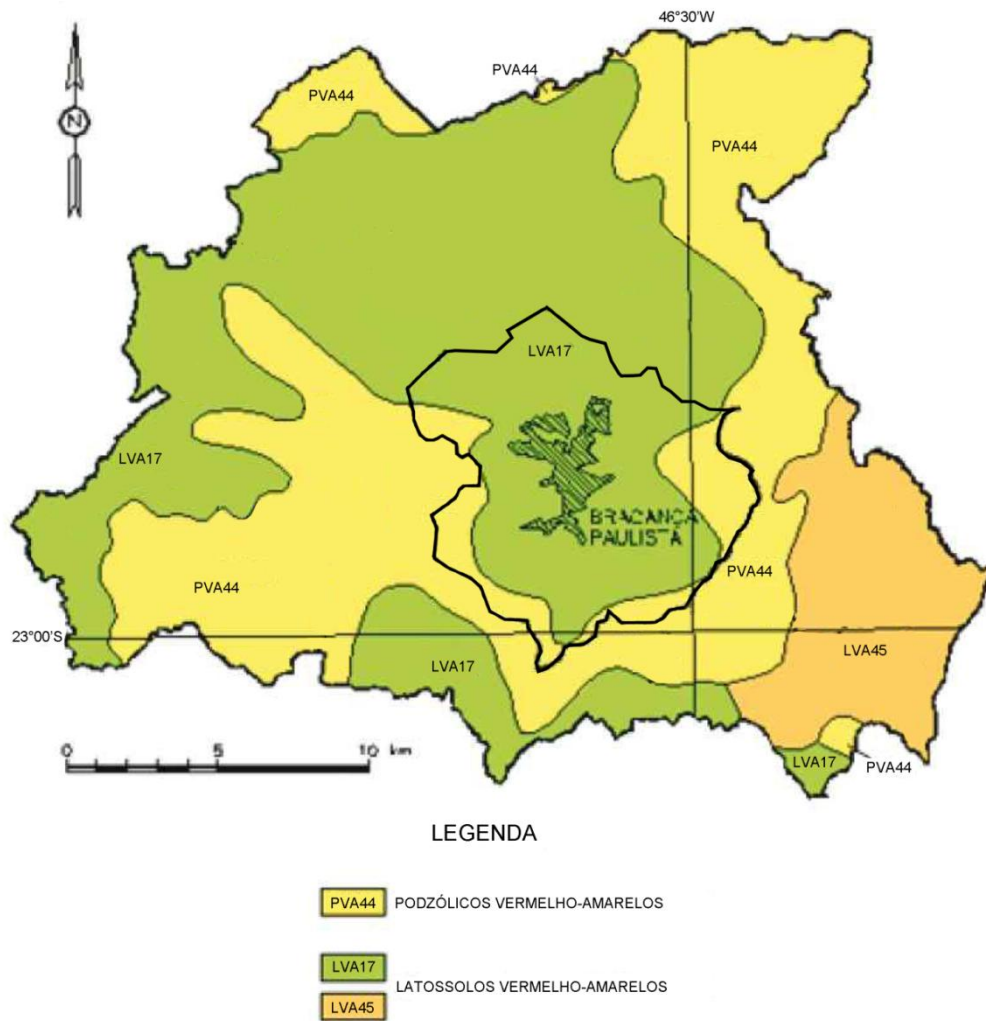 46°30'W
N
PVA44
PVA44
PVA44
LVA17
LVA17
BRAGANÇA
PAULISTA
PVA44
PVA44
23°00'S
LVA17
LVA45
0 5 10 km
LVA17
PVA44
LEGENDA
PVA44 PODZÓLICOS VERMELHO-AMARELOS
LVA17
LATOSSOLOS VERMELHO-AMARELOS
LVA45